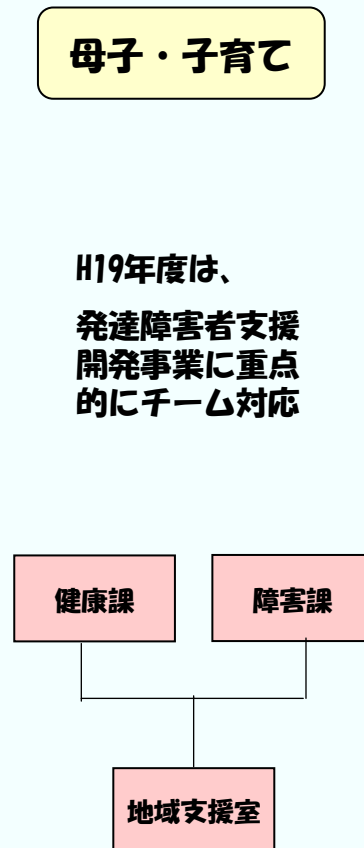 母子・子育て
H19年度は、
発達障害者支援
開発事業に重点
的にチーム対応
健康課
障害課
地域支援室